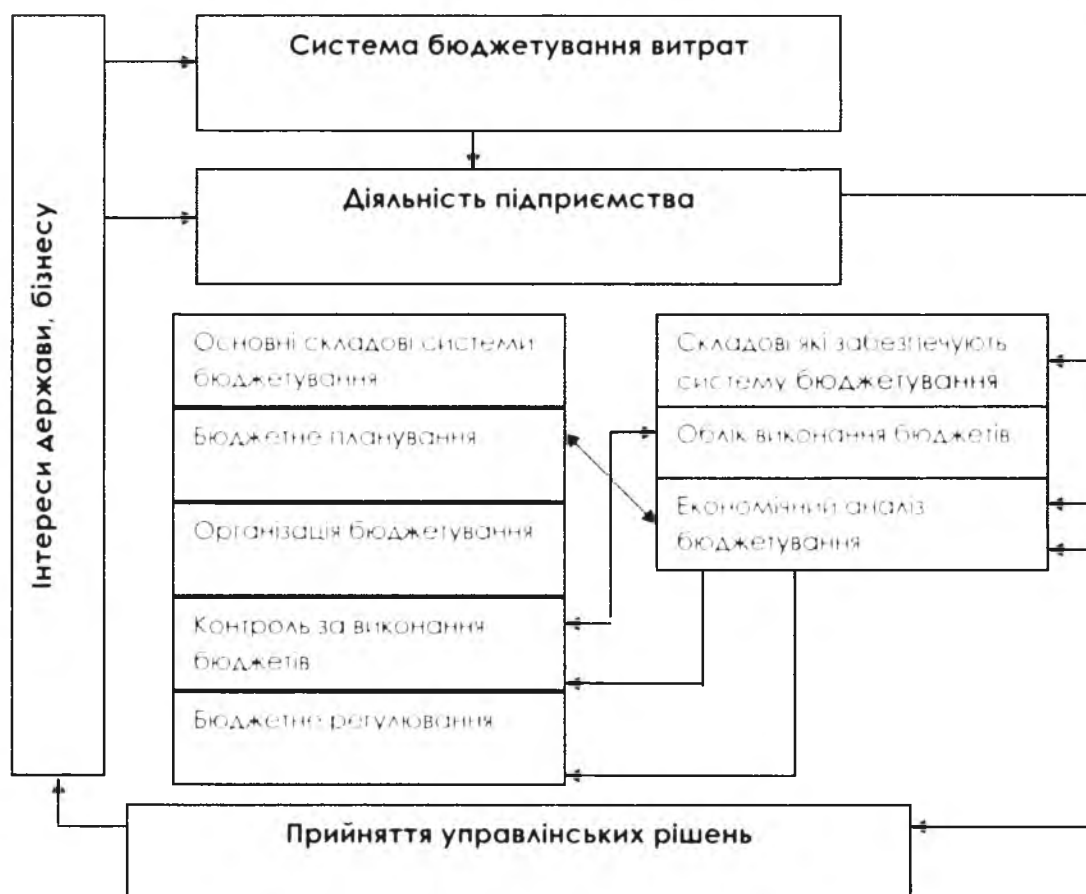 Система бюджетування витрат
Діяльність підприємства
Інтереси держави, бізнесу
Основні складові системи
бюджетування
Бюджетне планування
Організація бюджетування
Контроль за виконання
бюджетів
Бюджетне регулювання
Складові які забезпечують
систему бюджетування
Облік виконання бюджетів
Економічний аналіз
бюджетування
Прийняття управлінських рішень